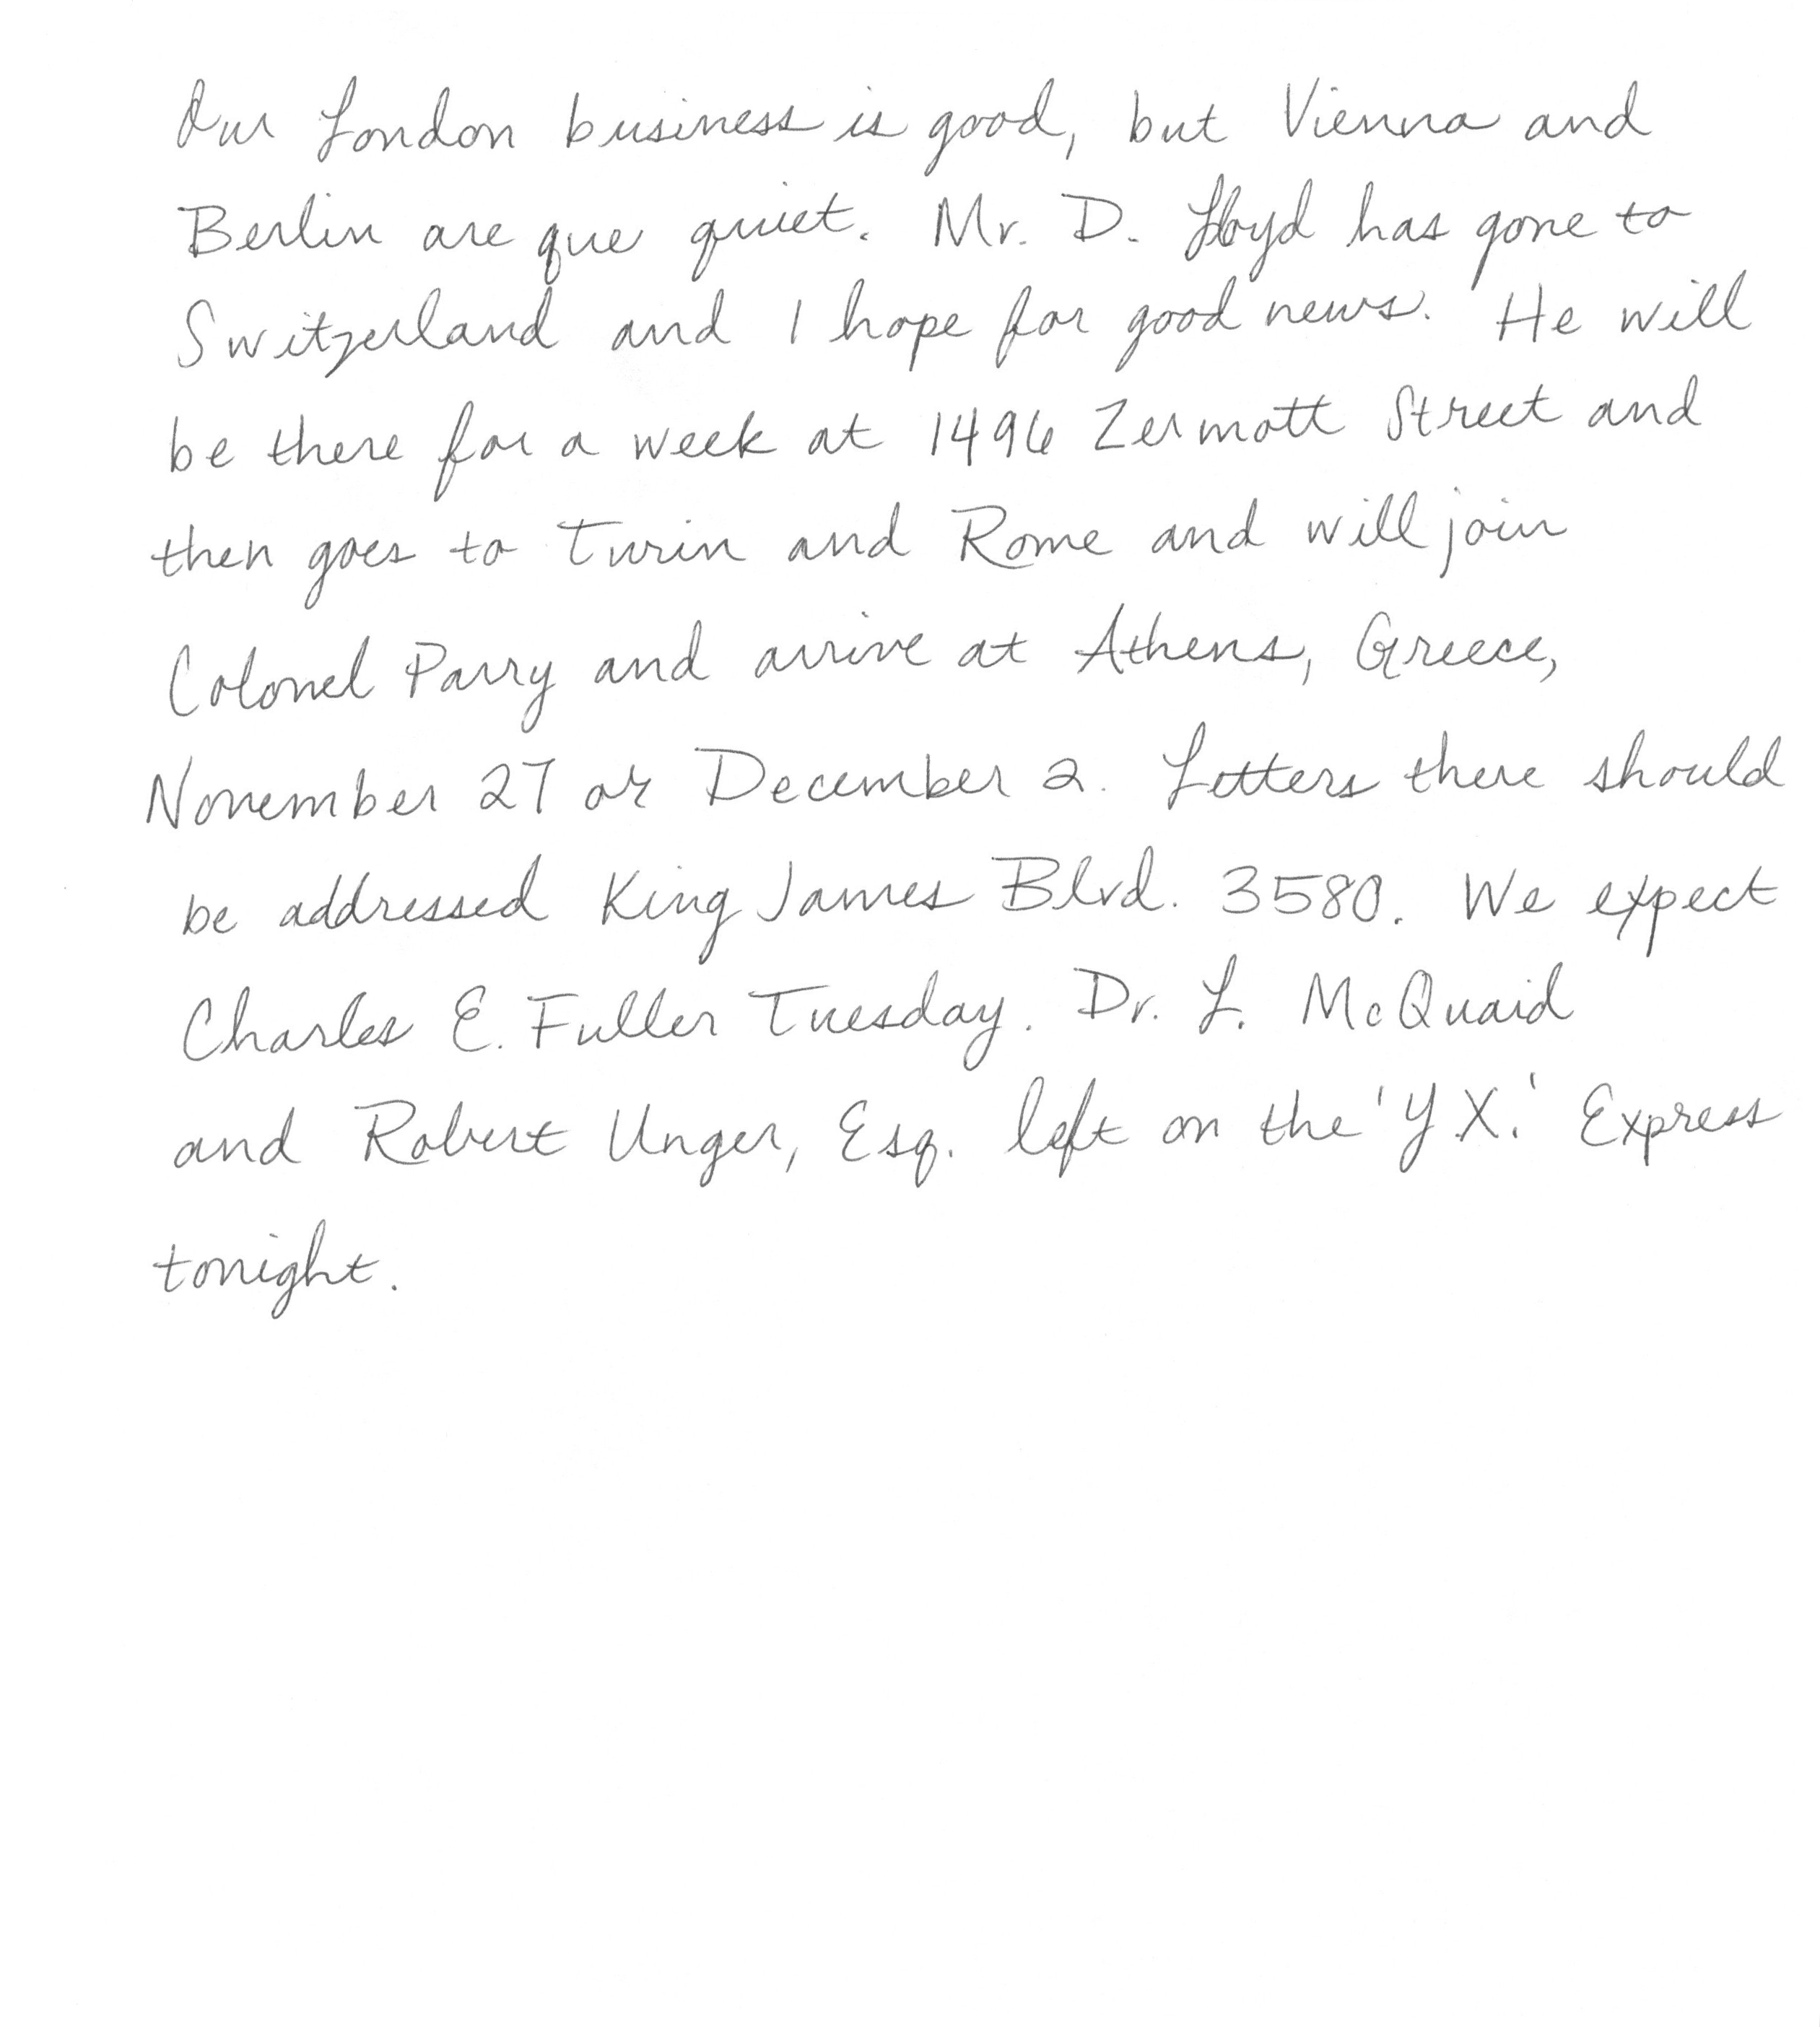 Our London business is good, but Vienna and
Berlin are que quiet. Mr. D. Lloyd has gone to
Switzerland and I hope for good news. He will
be there for a week at 1496 Zermott Street and
then goes to Turin and Rome and will join
Colonel Parry and arrive at Athens, Greece,
November 27 or December 2. Letters there should
be addressed King James Blvd. 3580. We expect
Charles E. Fuller Tuesday. Dr. L. McQuaid
and Robert Unger, Esq. left on the 'Y.X.' Express
tonight.